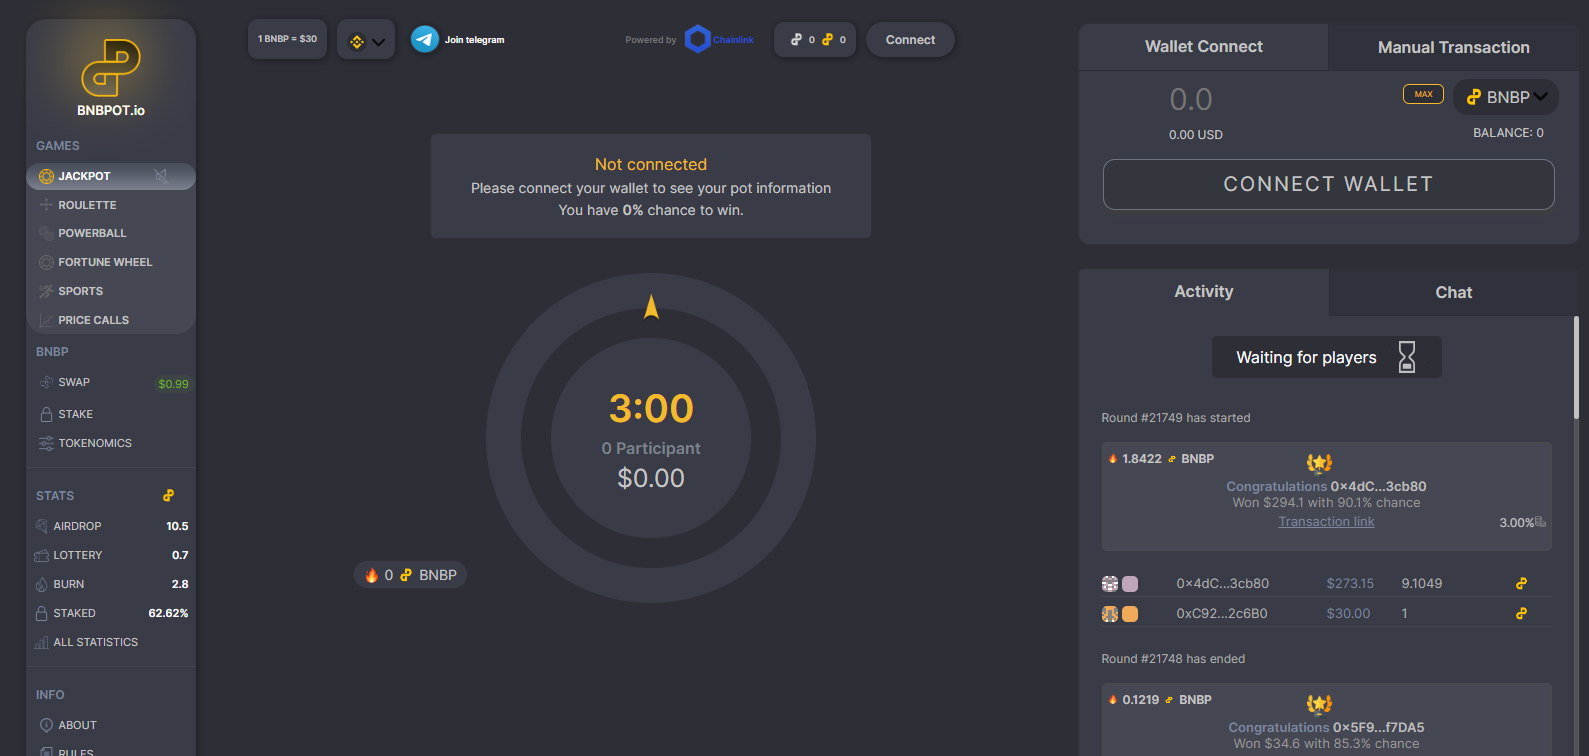 BNBPOT.io
GAMES
JACKPOT
ROULETTE
POWERBALL
FORTUNE WHEEL
SPORTS
PRICE CALLS
BNBP
SWAP $0.99
STAKE
TOKENOMICS
STATS
AIRDROP 10.5
LOTTERY 0.7
BURN 2.8
STAKED 62.62%
ALL STATISTICS
INFO
ABOUT
RULES
1 BNBP = $30
Join telegram
Powered by Chainlink
0 0
Connect
Not connected
Please connect your wallet to see your pot information
You have 0% chance to win.
3:00
0 Participant
$0.00
0 BNBP
Wallet Connect Manual Transaction
0.0 MAX BNBP
0.00 USD BALANCE: 0
CONNECT WALLET
Activity Chat
Waiting for players
Round #21749 has started
1.8422 BNBP
Congratulations 0x4dC...3cb80
Won $294.1 with 90.1% chance
Transaction link 3.00%
0x4dC...3cb80 $273.15 9.1049
0xC92...2c6B0 $30.00 1
Round #21748 has ended
0.1219 BNBP
Congratulations 0x5F9...f7DA5
Won $34.6 with 85.3% chance